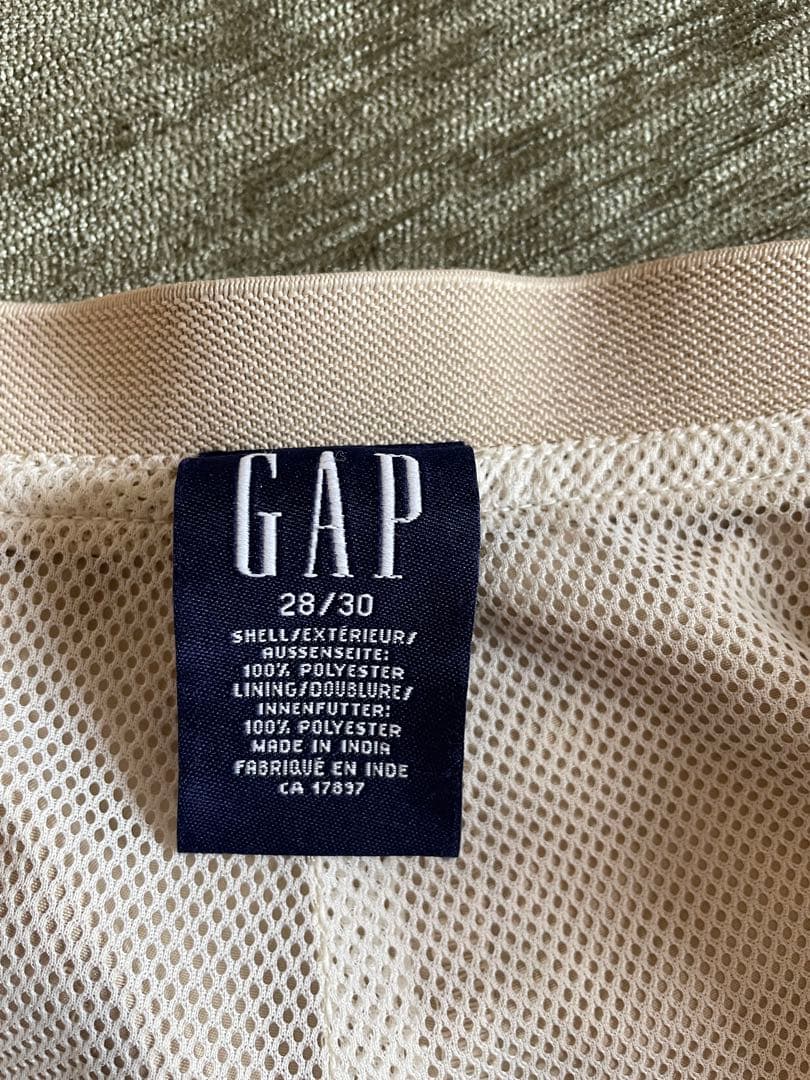 GAP
28/30
SHELL/EXTÉRIEUR/
AUSSENSEITE:
100% POLYESTER
LINING/DOUBLURE/
INNENFUTTER:
100% POLYESTER
MADE IN INDIA
FABRIQUÉ EN INDE
CA 17897